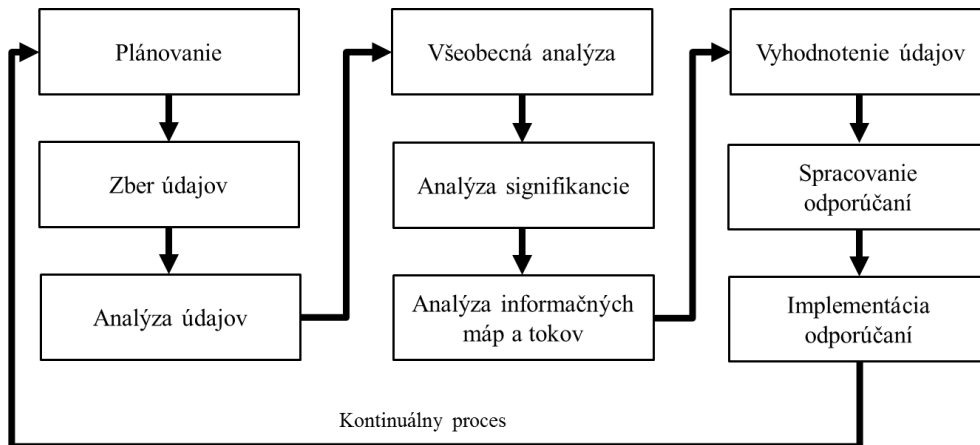 Plánovanie
Zber údajov
Analýza údajov
Všeobecná analýza
Analýza signifikancie
Analýza informačných
máp a tokov
Vyhodnotenie údajov
Spracovanie
odporúčaní
Implementácia
odporúčaní
Kontinuálny proces